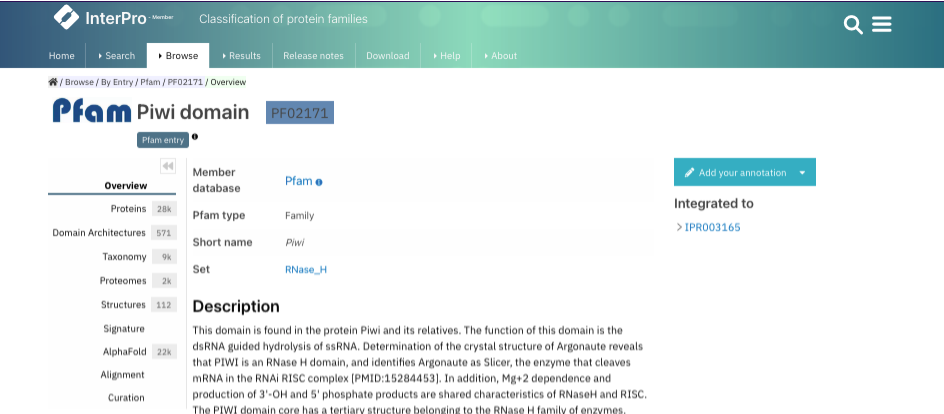 InterPro - Member
Classification of protein families
Home Search Browse Results Release notes Download Help About
/ Browse / By Entry / Pfam / PF02171 / Overview
Pfam Piwi domain PF02171
Pfam entry
Overview
Proteins 28k
Domain Architectures 571
Taxonomy 9k
Proteomes 2k
Structures 112
Signature
AlphaFold 22k
Alignment
Curation
Member database Pfam
Pfam type Family
Short name Piwi
Set RNase_H
Description
This domain is found in the protein Piwi and its relatives. The function of this domain is the
dsRNA guided hydrolysis of ssRNA. Determination of the crystal structure of Argonaute reveals
that PIWI is an RNase H domain, and identifies Argonaute as Slicer, the enzyme that cleaves
mRNA in the RNAi RISC complex [PMID:15284453]. In addition, Mg+2 dependence and
production of 3'-OH and 5' phosphate products are shared characteristics of RNaseH and RISC.
The PIWI domain core has a tertiary structure belonging to the RNase H family of enzymes.
Add your annotation
Integrated to
IPR003165